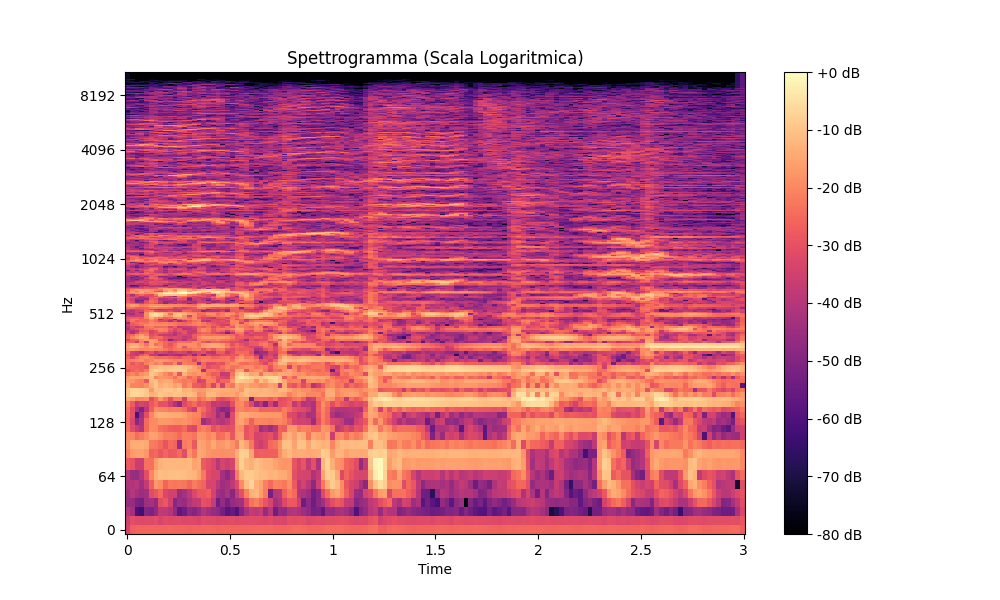 Spettrogramma (Scala Logaritmica)
8192
4096
2048
1024
512
256
128
64
0
Hz
0
0.5
1
1.5
2
2.5
3
Time
+0 dB
-10 dB
-20 dB
-30 dB
-40 dB
-50 dB
-60 dB
-70 dB
-80 dB